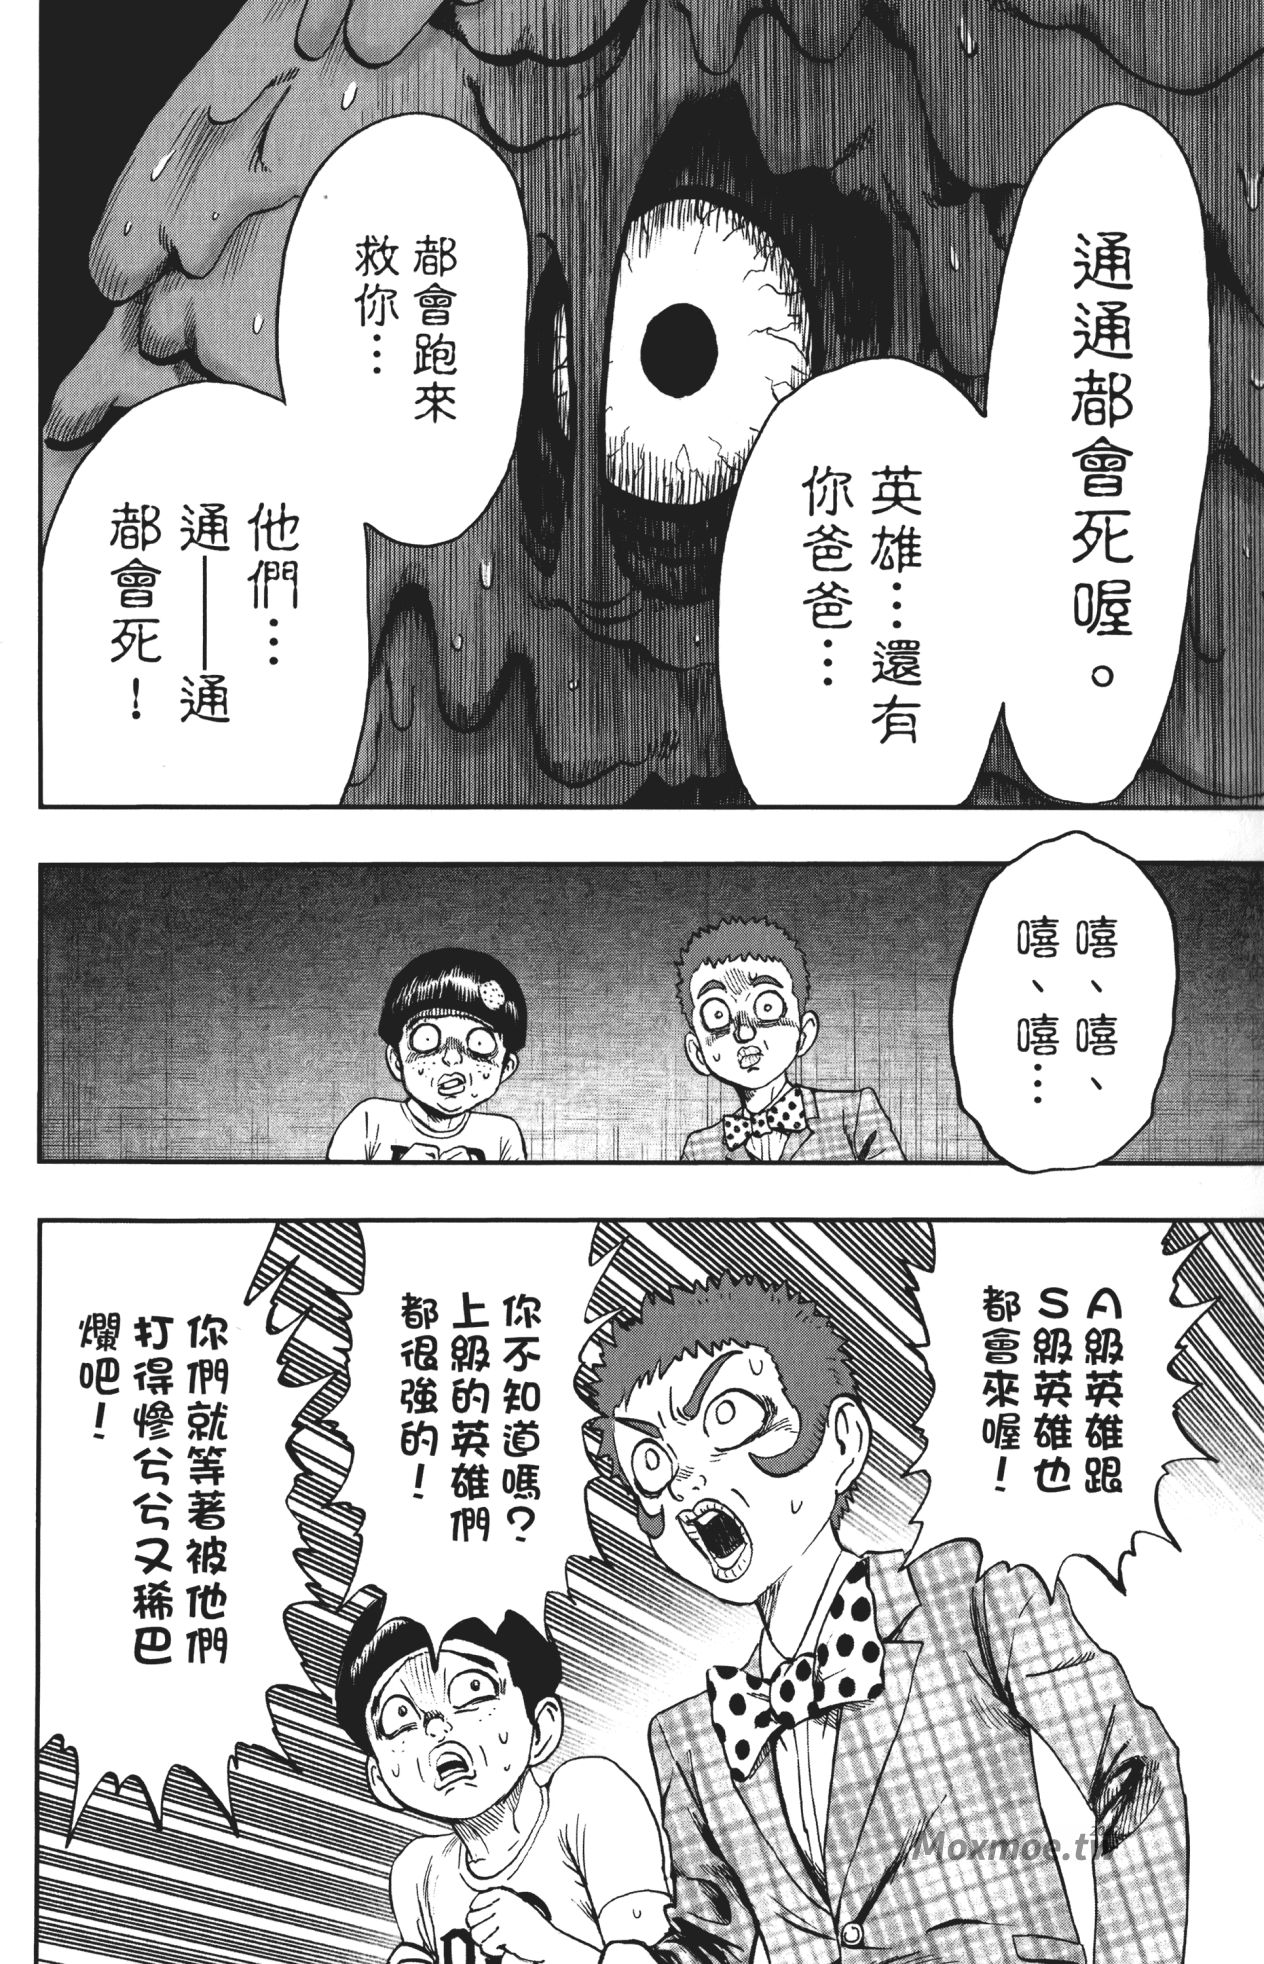 通通都會死喔。
英雄…還有
你爸爸…
都會跑來
救你…
他們…
通──通
都會死！
嘻、嘻、
嘻、嘻…
A級英雄跟
S級英雄也
都會來喔！
你不知道嗎？
上級的英雄們
都很強的！
你們就等著被他們
打得慘兮兮又稀巴
爛吧！